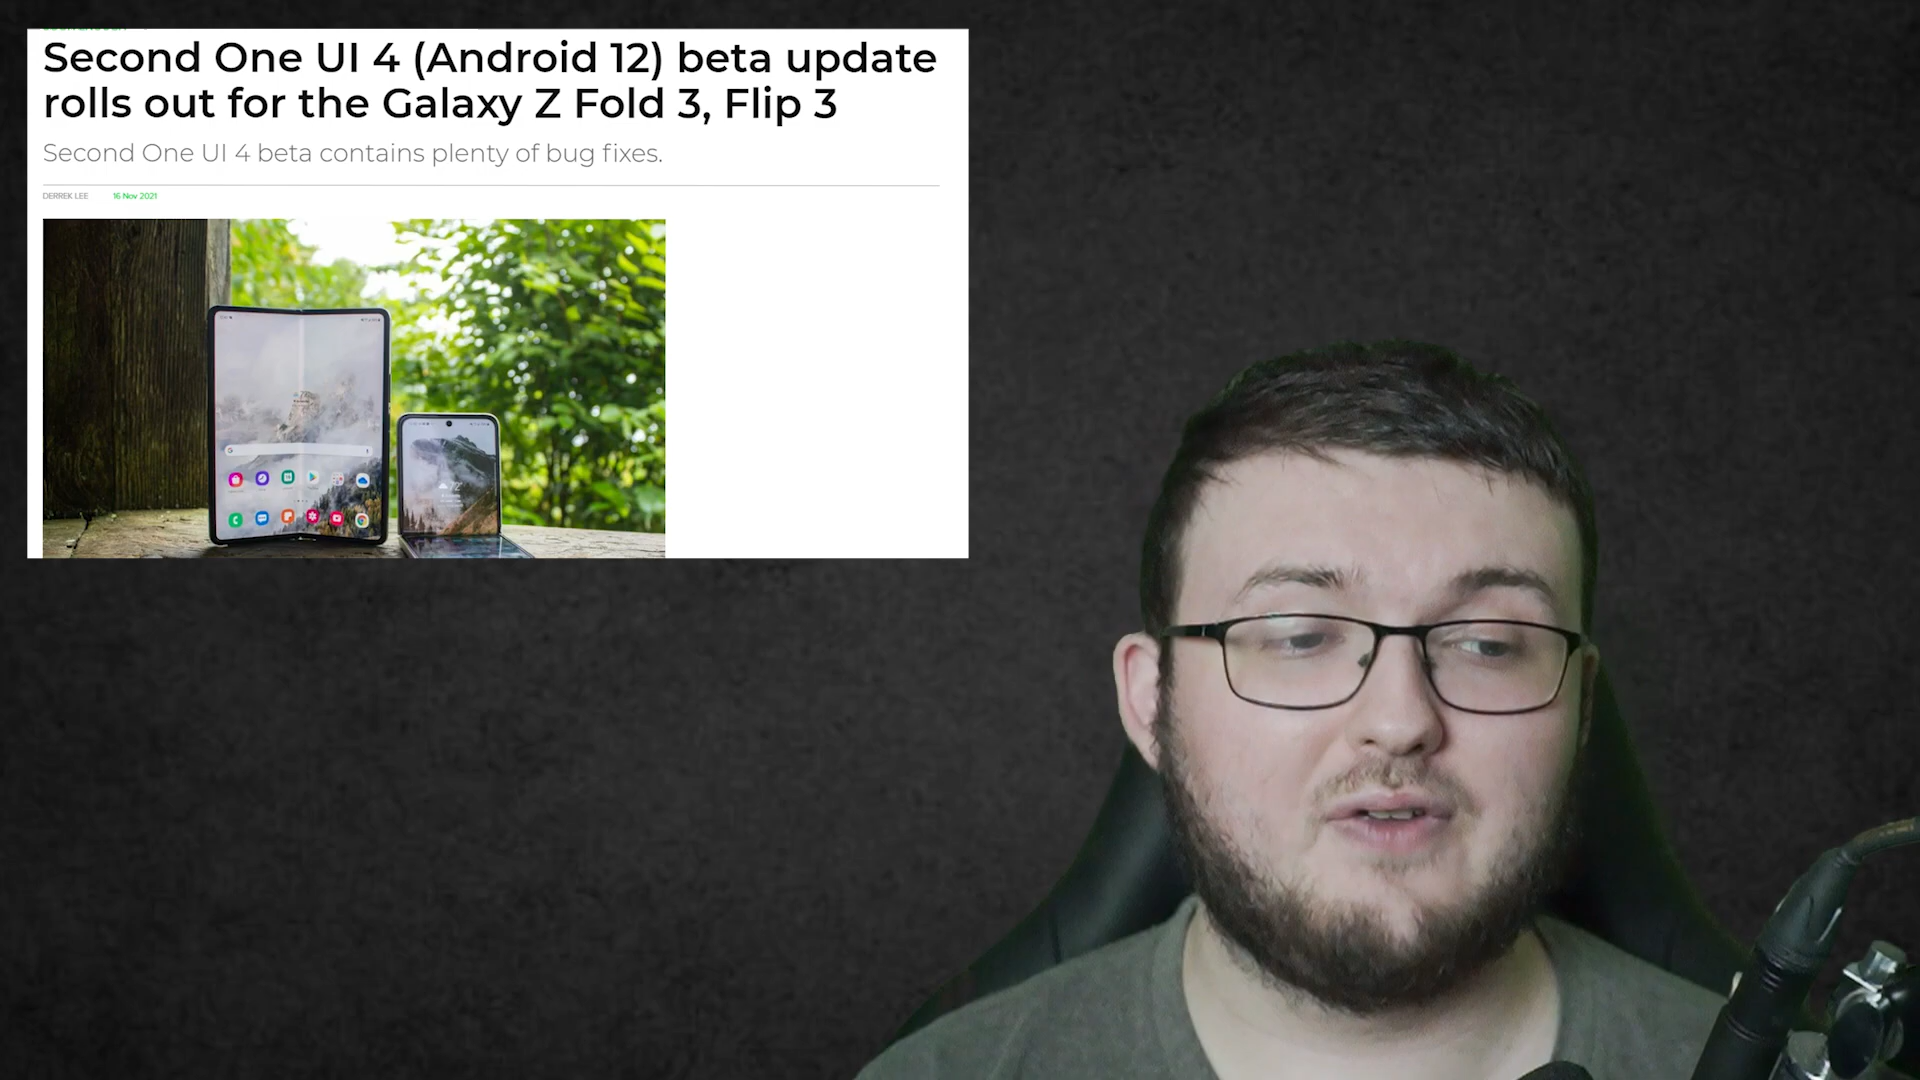 Second One UI 4 (Android 12) beta update
rolls out for the Galaxy Z Fold 3, Flip 3
Second One UI 4 beta contains plenty of bug fixes.
DERREK LEE 16 Nov 2021
72°